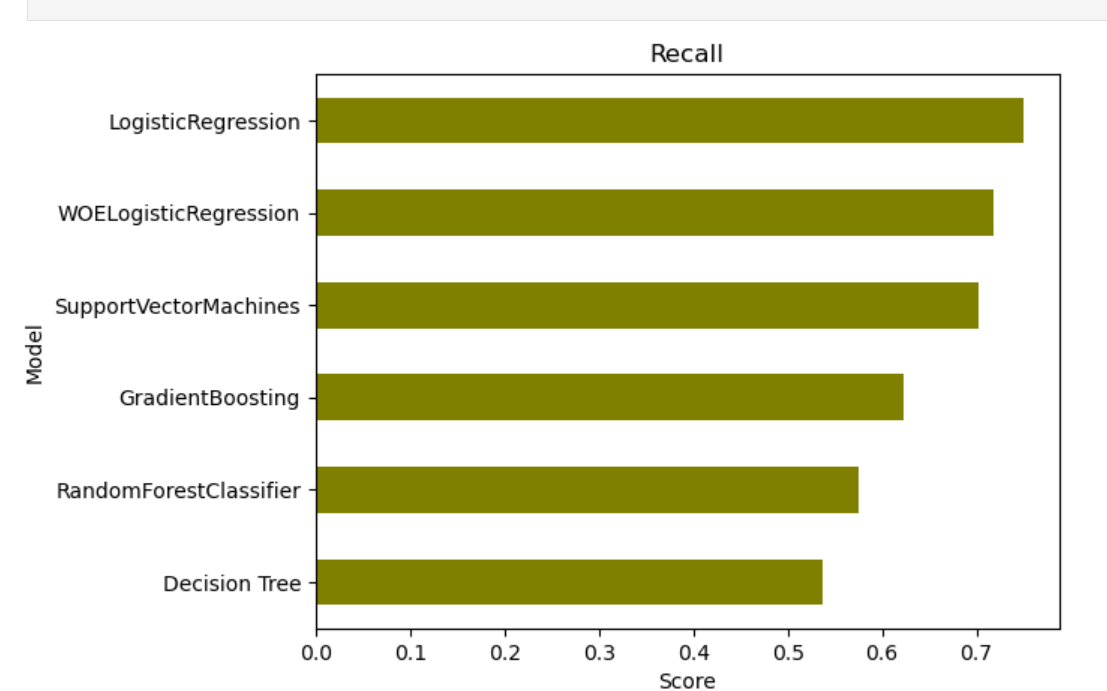 Recall
LogisticRegression
WOELogisticRegression
SupportVectorMachines
GradientBoosting
RandomForestClassifier
Decision Tree
Model
0.0 0.1 0.2 0.3 0.4 0.5 0.6 0.7
Score